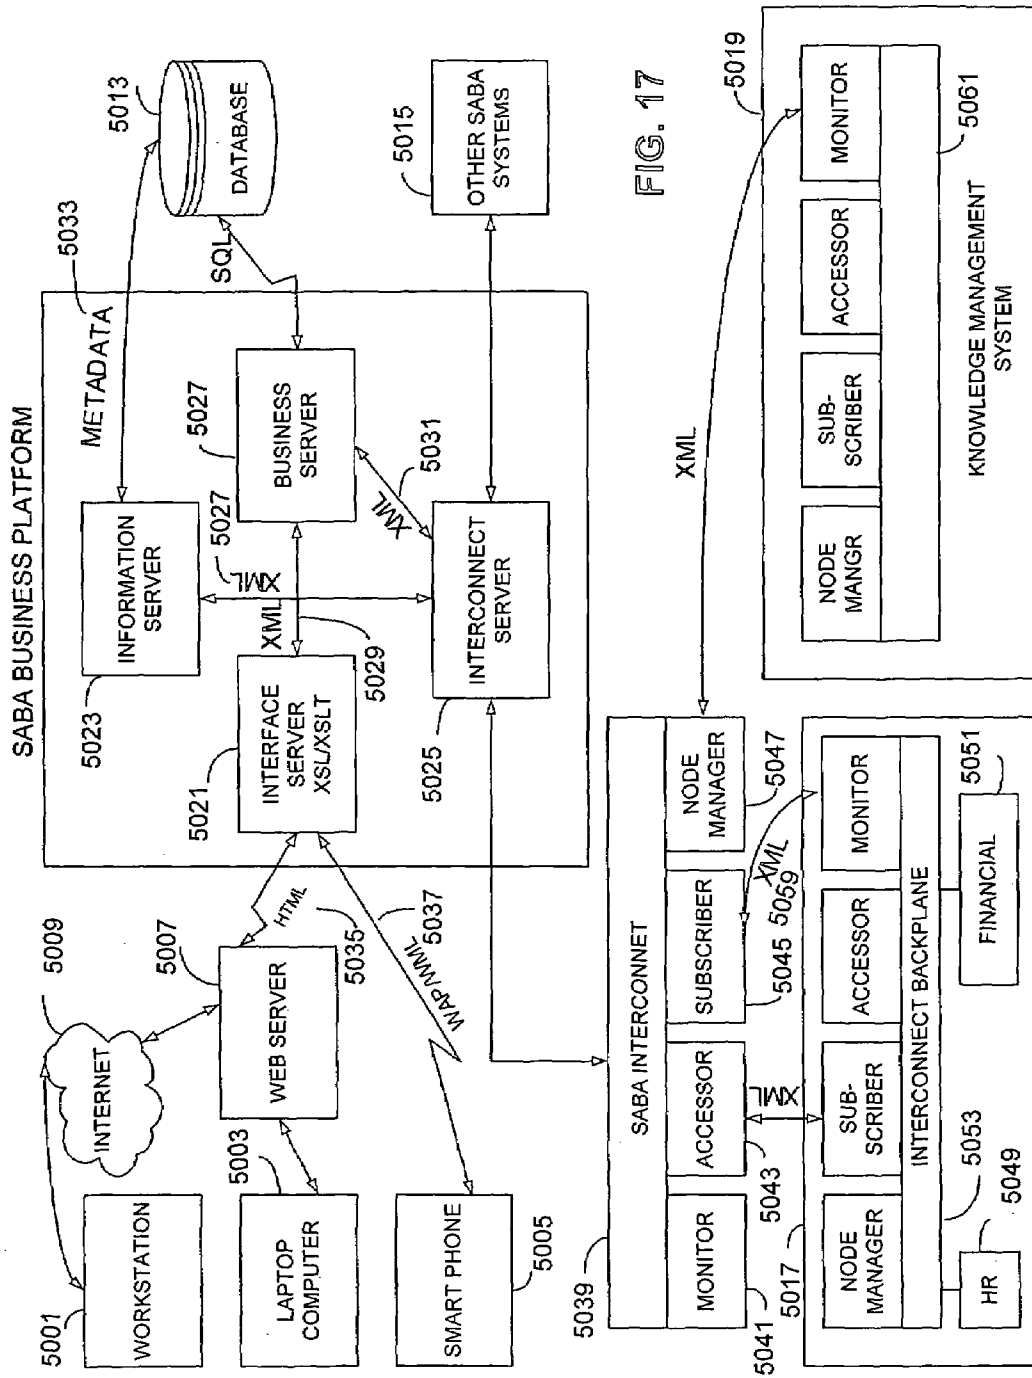 SABA BUSINESS PLATFORM
5001
WORKSTATION
5009
INTERNET
5007
WEB SERVER
5003
LAPTOP
COMPUTER
SMART PHONE
5005
HTML
5035
5037
WAP/WML
5021
INTERFACE
SERVER
XSL/XSLT
5023
INFORMATION
SERVER
METADATA
5033
5013
DATABASE
SQL
BUSINESS
SERVER
5027
XML
5027
XML
5029
XML
5031
INTERCONNECT
SERVER
5025
5015
OTHER SABA
SYSTEMS
FIG. 17
5039
SABA INTERCONNECT
MONITOR
5041
ACCESSOR
5043
SUBSCRIBER
5045
NODE
MANAGER
5047
XML
XML
5059
XML
5017
NODE
MANAGER
SUB-
SCRIBER
ACCESSOR
MONITOR
INTERCONNECT BACKPLANE
5053
HR
5049
FINANCIAL
5051
5019
NODE
MANGR
SUB-
SCRIBER
ACCESSOR
MONITOR
5061
KNOWLEDGE MANAGEMENT
SYSTEM